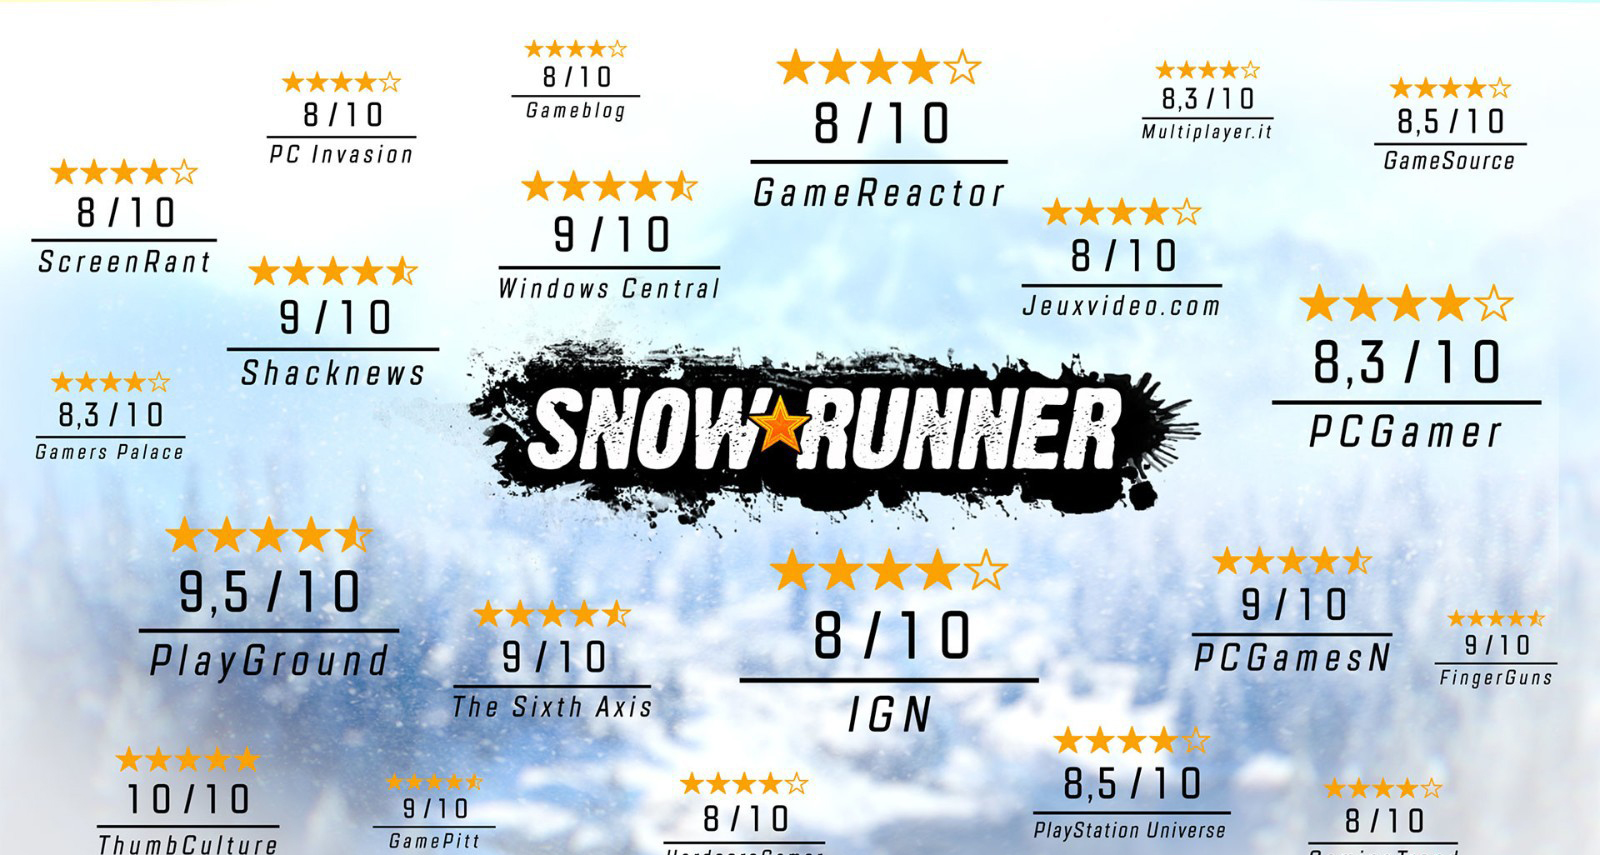 8/10
Gameblog
8/10
PC Invasion
8/10
GameReactor
8,3/10
Multiplayer.it
8,5/10
GameSource
8/10
ScreenRant
9/10
Windows Central
8/10
Jeuxvideo.com
9/10
Shacknews
8,3/10
PCGamer
8,3/10
Gamers Palace
SNOWRUNNER
9,5/10
PlayGround
9/10
The Sixth Axis
8/10
IGN
9/10
PCGamesN
9/10
FingerGuns
10/10
ThumbCulture
9/10
GamePitt
8/10
HardcoreGamer
8,5/10
PlayStation Universe
8/10